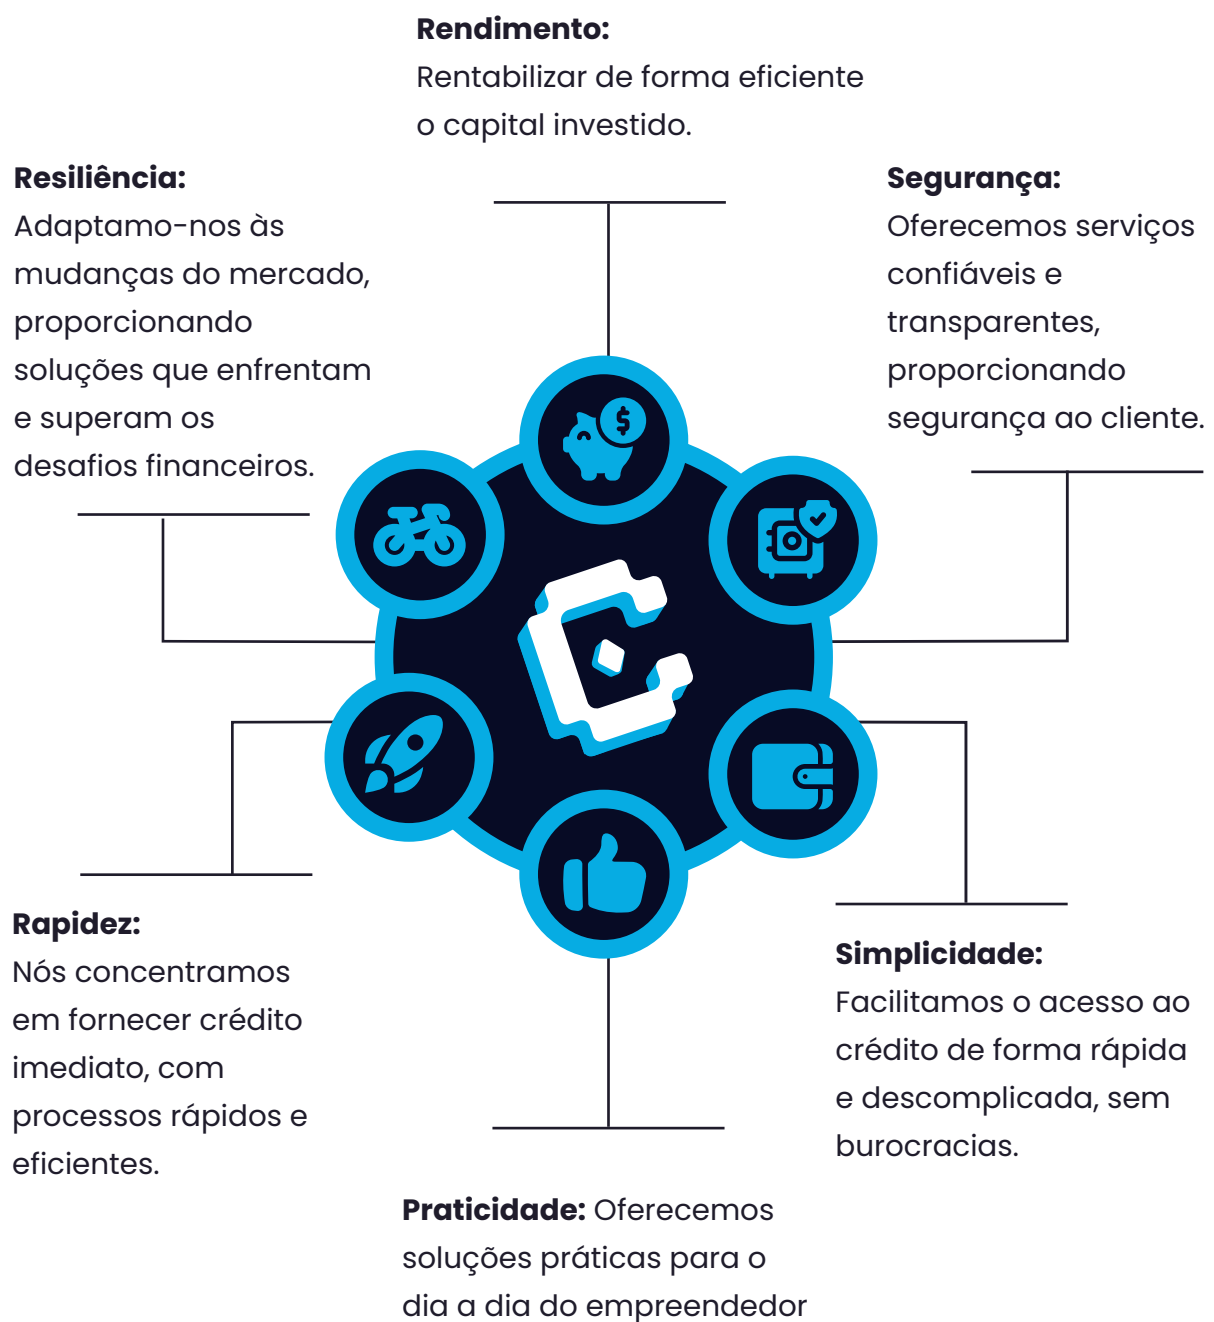 Rendimento:
Rentabilizar de forma eficiente
o capital investido.
Resiliência:
Adaptamo-nos às
mudanças do mercado,
proporcionando
soluções que enfrentam
e superam os
desafios financeiros.
Segurança:
Oferecemos serviços
confiáveis e
transparentes,
proporcionando
segurança ao cliente.
Rapidez:
Nós concentramos
em fornecer crédito
imediato, com
processos rápidos e
eficientes.
Simplicidade:
Facilitamos o acesso ao
crédito de forma rápida
e descomplicada, sem
burocracias.
Praticidade: Oferecemos
soluções práticas para o
dia a dia do empreendedor